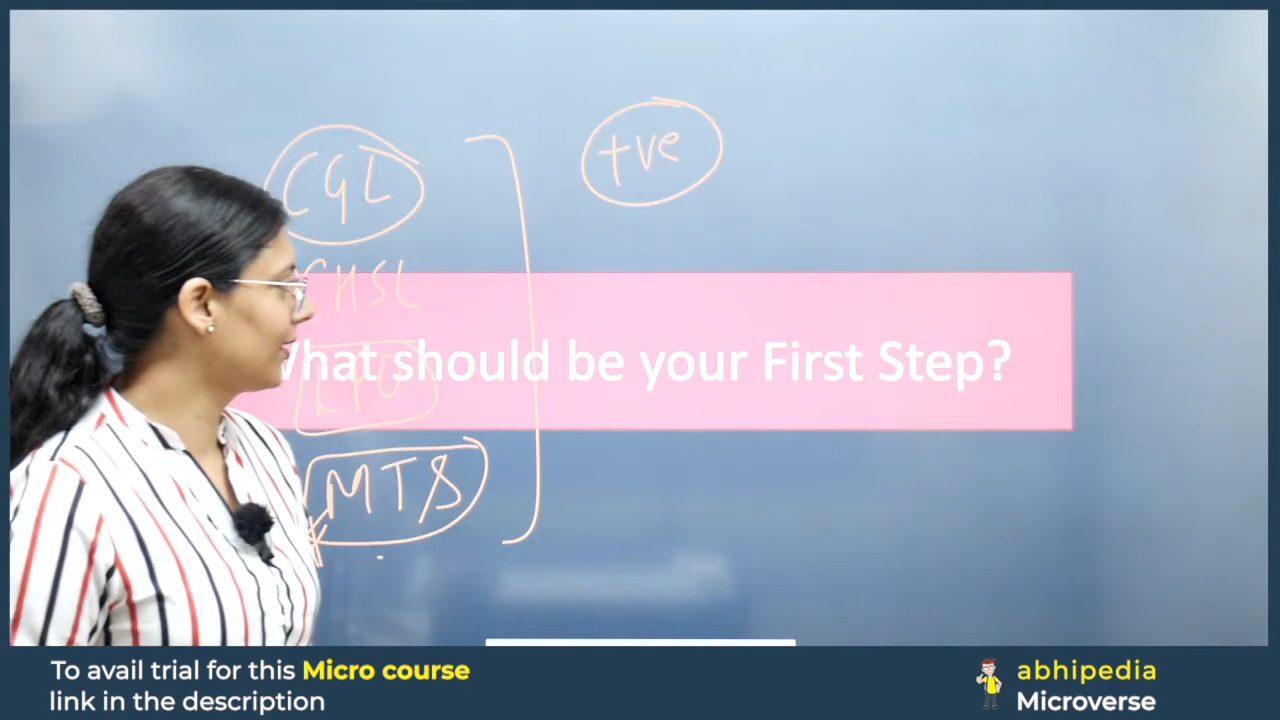 CGL
+ve
CHSL
CPO
What should be your First Step?
MTS
To avail trial for this Micro course
link in the description
abhipedia
Microverse